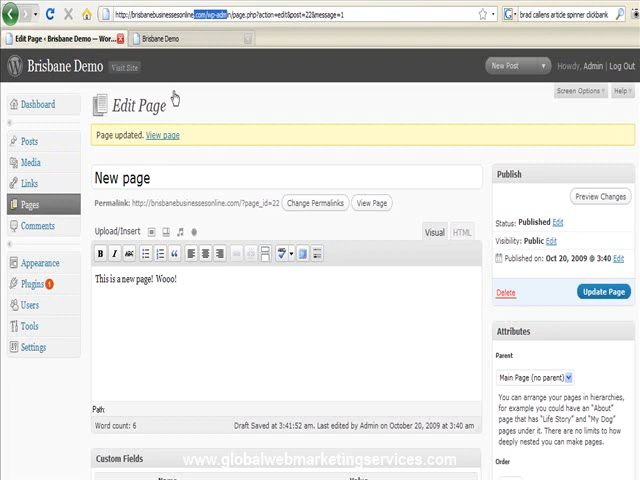 http://brisbanebusinessesonline.com/wp-admin/page.php?action=edit&post=22&message=1
brad callens article spinner clickbank
Edit Page ‹ Brisbane Demo — Wor...
Brisbane Demo
Brisbane Demo
Visit Site
New Post
Howdy, Admin | Log Out
Screen Options
Help
Dashboard
Posts
Media
Links
Pages
Comments
Appearance
Plugins 1
Users
Tools
Settings
Edit Page
Page updated. View page
New page
Permalink: http://brisbanebusinessesonline.com/?page_id=22
Change Permalinks
View Page
Upload/Insert
Visual
HTML
B I ABC
This is a new page! Wooo!
Path:
Word count: 6
Draft Saved at 3:41:52 am. Last edited by Admin on October 20, 2009 at 3:40 am
Custom Fields
Name
Value
Publish
Preview Changes
Status: Published Edit
Visibility: Public Edit
Published on: Oct 20, 2009 @ 3:40 Edit
Delete
Update Page
Attributes
Parent
Main Page (no parent)
You can arrange your pages in hierarchies,
for example you could have an "About"
page that has "Life Story" and "My Dog"
pages under it. There are no limits to how
deeply nested you can make pages.
Order
www.globalwebmarketingservices.com